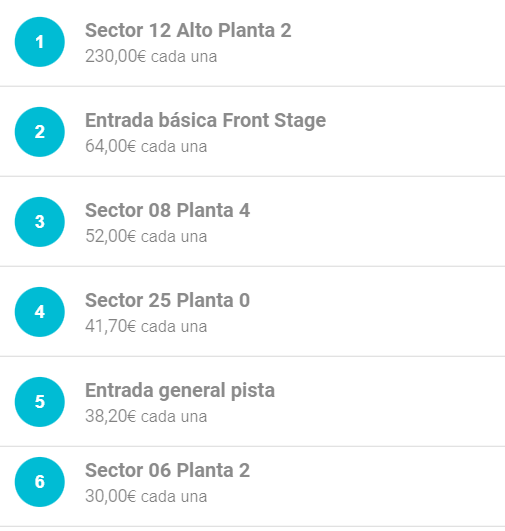 1
Sector 12 Alto Planta 2
230,00€ cada una
2
Entrada básica Front Stage
64,00€ cada una
3
Sector 08 Planta 4
52,00€ cada una
4
Sector 25 Planta 0
41,70€ cada una
5
Entrada general pista
38,20€ cada una
6
Sector 06 Planta 2
30,00€ cada una